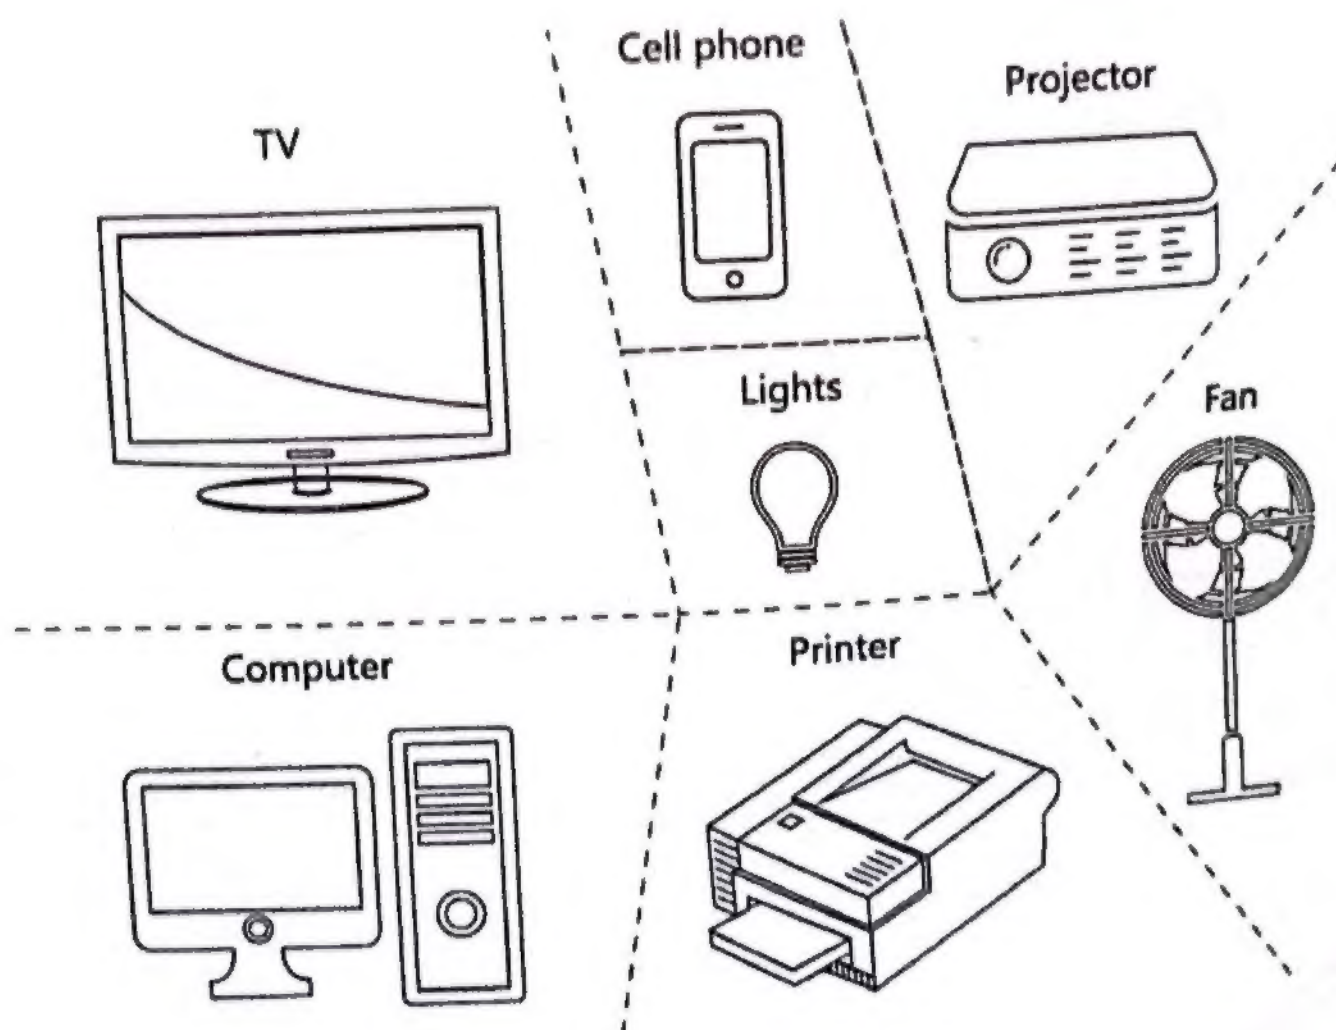 Cell phone
Projector
TV
Lights
Fan
Printer
Computer